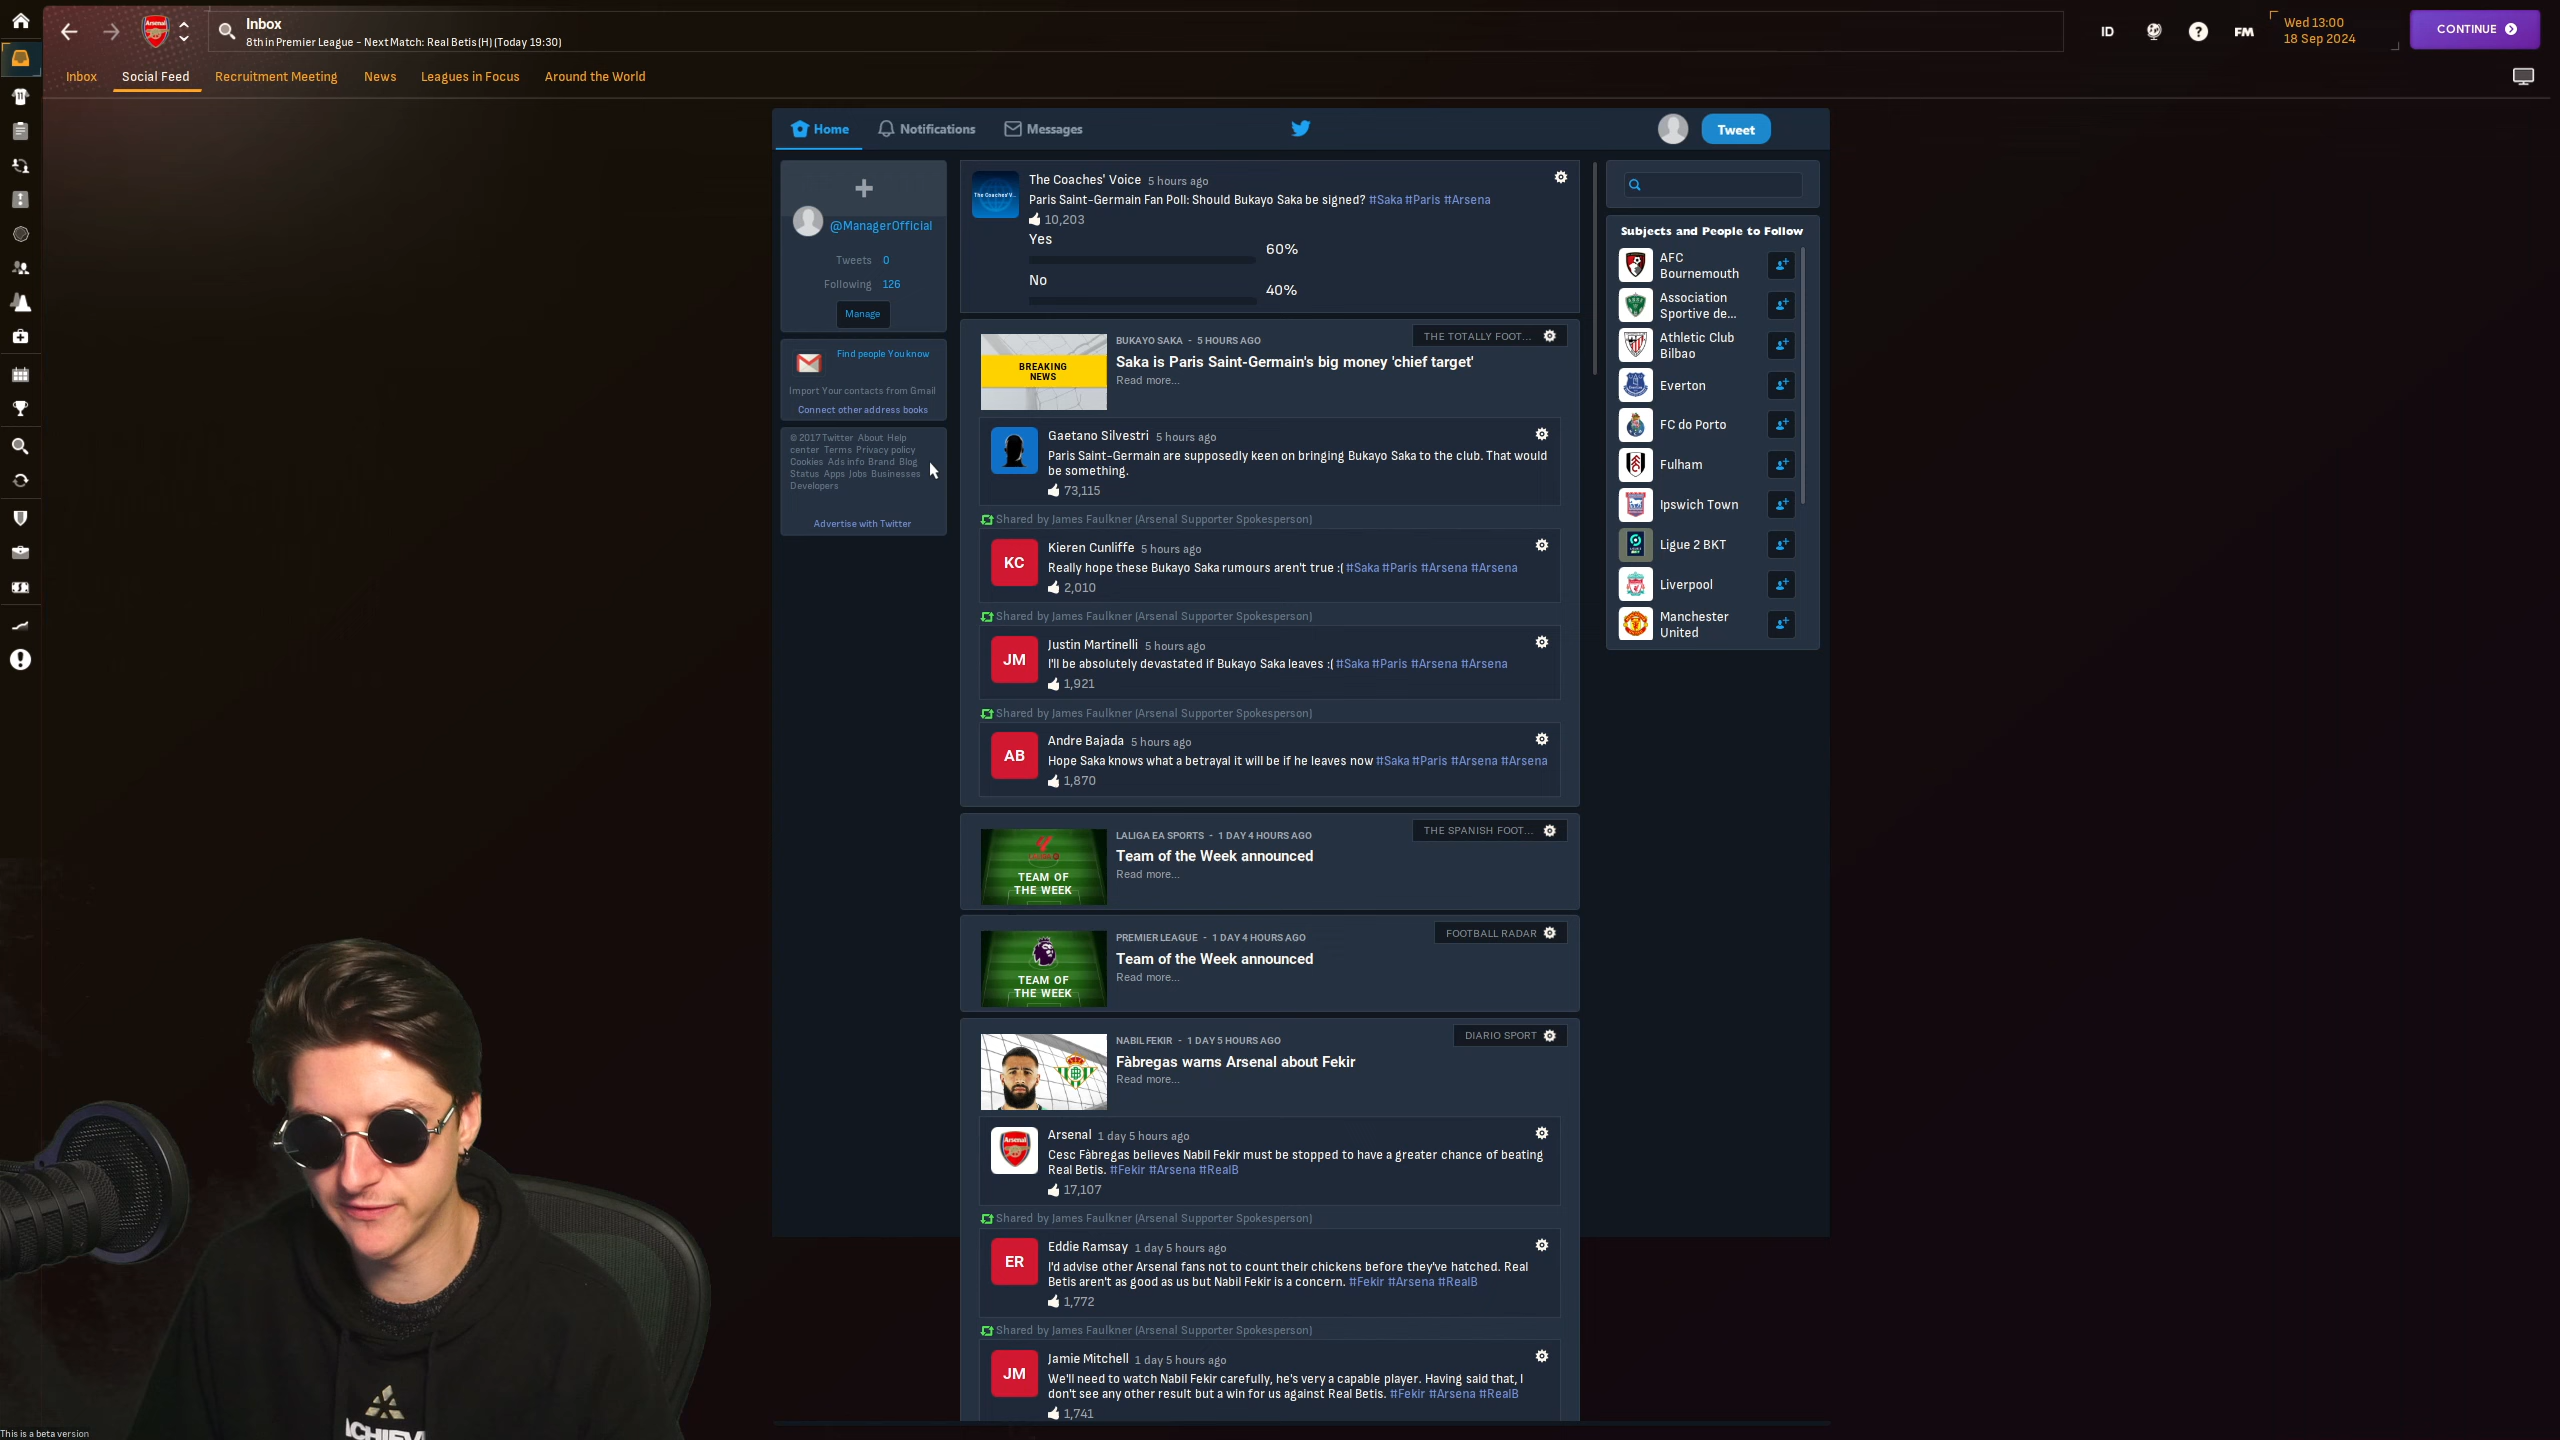 Inbox
8th in Premier League – Next Match: Real Betis (H) (Today 19:30)
ID
FM
Wed 13:00
18 Sep 2024
CONTINUE
Inbox
Social Feed
Recruitment Meeting
News
Leagues in Focus
Around the World
Home
Notifications
Messages
Tweet
@ManagerOfficial
Tweets 0
Following 126
Manage
Find people You know
Import Your contacts from Gmail
Connect other address books
© 2017 Twitter About Help
center Terms Privacy policy
Cookies Ads info Brand Blog
Status Apps Jobs Businesses
Developers
Advertise with Twitter
The Coaches' Voice 5 hours ago
Paris Saint-Germain Fan Poll: Should Bukayo Saka be signed? #Saka #Paris #Arsena
10,203
Yes
60%
No
40%
BREAKING
NEWS
BUKAYO SAKA - 5 HOURS AGO
THE TOTALLY FOOT...
Saka is Paris Saint-Germain's big money 'chief target'
Read more...
Gaetano Silvestri 5 hours ago
Paris Saint-Germain are supposedly keen on bringing Bukayo Saka to the club. That would
be something.
73,115
Shared by James Faulkner (Arsenal Supporter Spokesperson)
KC
Kieren Cunliffe 5 hours ago
Really hope these Bukayo Saka rumours aren't true :( #Saka #Paris #Arsena #Arsena
2,010
Shared by James Faulkner (Arsenal Supporter Spokesperson)
JM
Justin Martinelli 5 hours ago
I'll be absolutely devastated if Bukayo Saka leaves :( #Saka #Paris #Arsena #Arsena
1,921
Shared by James Faulkner (Arsenal Supporter Spokesperson)
AB
Andre Bajada 5 hours ago
Hope Saka knows what a betrayal it will be if he leaves now #Saka #Paris #Arsena #Arsena
1,870
TEAM OF
THE WEEK
LALIGA EA SPORTS - 1 DAY 4 HOURS AGO
THE SPANISH FOOT...
Team of the Week announced
Read more...
TEAM OF
THE WEEK
PREMIER LEAGUE - 1 DAY 4 HOURS AGO
FOOTBALL RADAR
Team of the Week announced
Read more...
NABIL FEKIR - 1 DAY 5 HOURS AGO
DIARIO SPORT
Fàbregas warns Arsenal about Fekir
Read more...
Arsenal
Arsenal 1 day 5 hours ago
Cesc Fàbregas believes Nabil Fekir must be stopped to have a greater chance of beating
Real Betis. #Fekir #Arsena #RealB
17,107
Shared by James Faulkner (Arsenal Supporter Spokesperson)
ER
Eddie Ramsay 1 day 5 hours ago
I'd advise other Arsenal fans not to count their chickens before they've hatched. Real
Betis aren't as good as us but Nabil Fekir is a concern. #Fekir #Arsena #RealB
1,772
Shared by James Faulkner (Arsenal Supporter Spokesperson)
JM
Jamie Mitchell 1 day 5 hours ago
We'll need to watch Nabil Fekir carefully, he's very a capable player. Having said that, I
don't see any other result but a win for us against Real Betis. #Fekir #Arsena #RealB
1,741
Subjects and People to Follow
AFC
Bournemouth
Association
Sportive de...
Athletic Club
Bilbao
Everton
FC do Porto
Fulham
Ipswich Town
Ligue 2 BKT
Liverpool
Manchester
United
This is a beta version